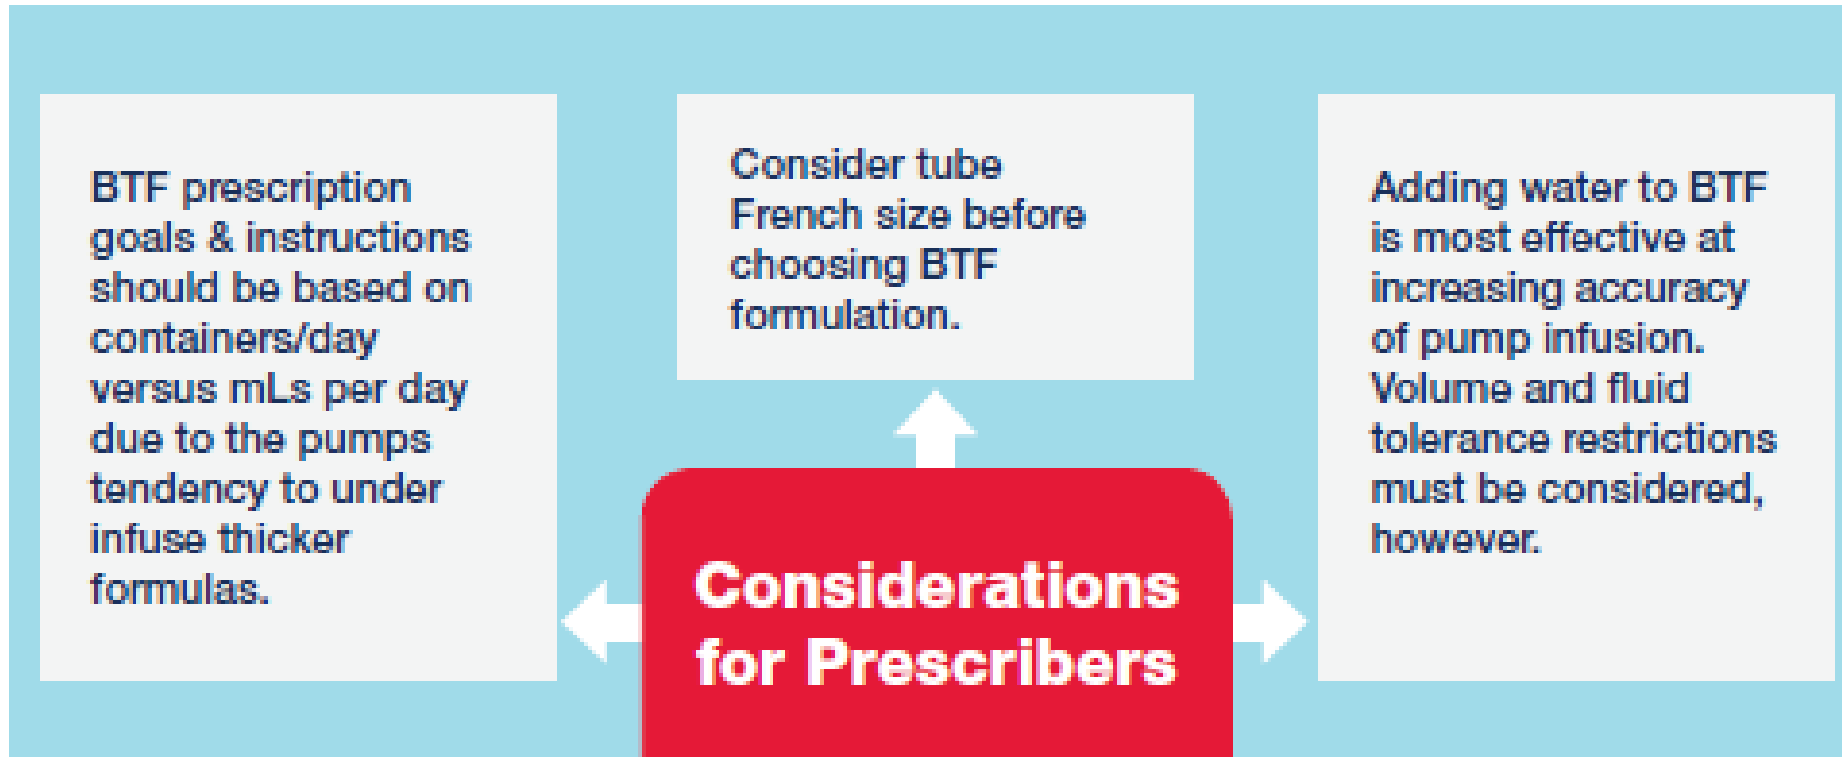 BTF prescription
goals & instructions
should be based on
containers/day
versus mLs per day
due to the pumps
tendency to under
infuse thicker
formulas.
Consider tube
French size before
choosing BTF
formulation.
Adding water to BTF
is most effective at
increasing accuracy
of pump infusion.
Volume and fluid
tolerance restrictions
must be considered,
however.
Considerations
for Prescribers